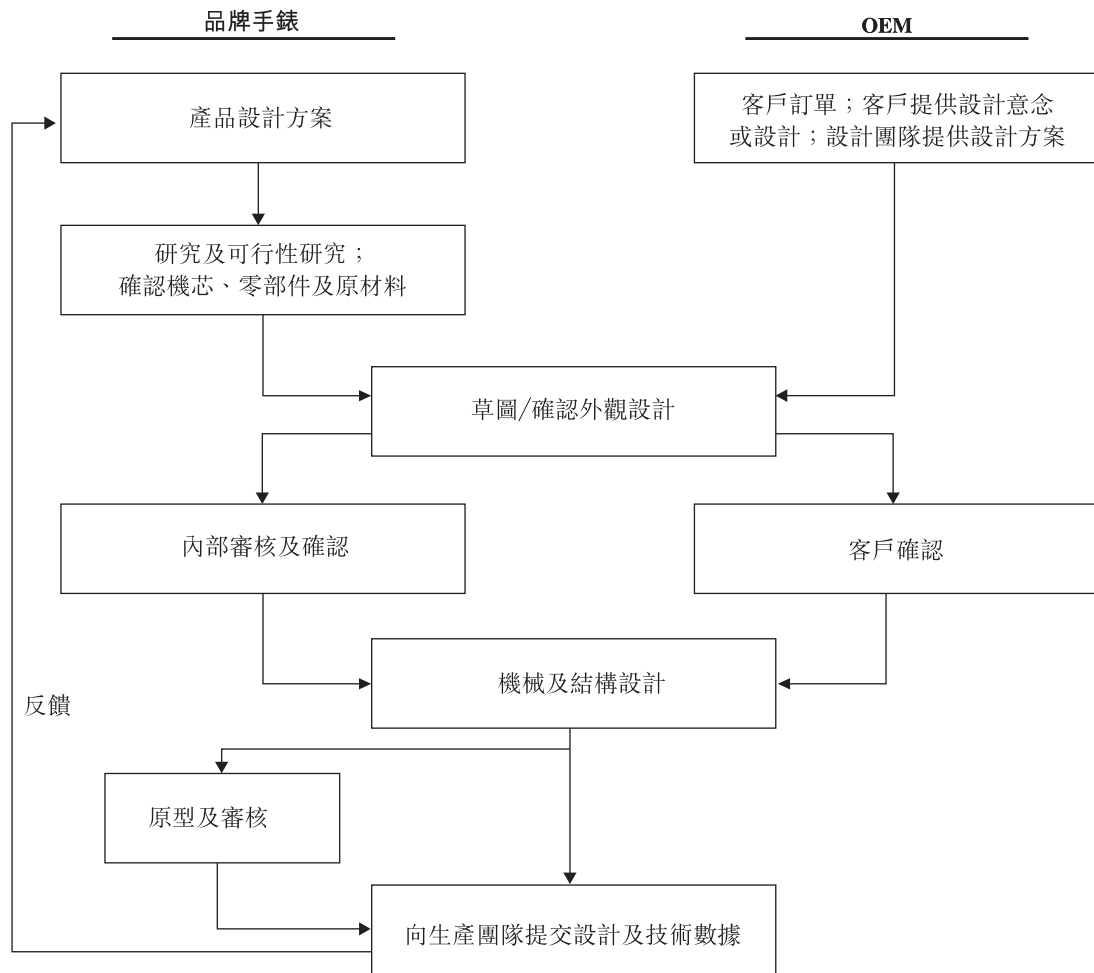 品牌手錶
OEM
產品設計方案
客戶訂單；客戶提供設計意念
或設計；設計團隊提供設計方案
研究及可行性研究；
確認機芯、零部件及原材料
草圖/確認外觀設計
內部審核及確認
客戶確認
機械及結構設計
反饋
原型及審核
向生產團隊提交設計及技術數據